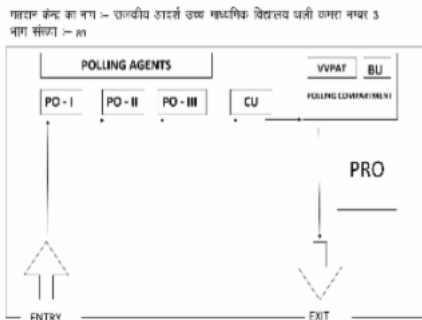 मतदान केन्द्र का नाम :– राजकीय आदर्श उच्च माध्यमिक विद्यालय थली कमरा नम्बर 3
भाग संख्या :–
POLLING AGENTS
VVPAT BU
POLLING COMPARTMENT
PO - I PO - II PO - III CU
PRO
ENTRY EXIT